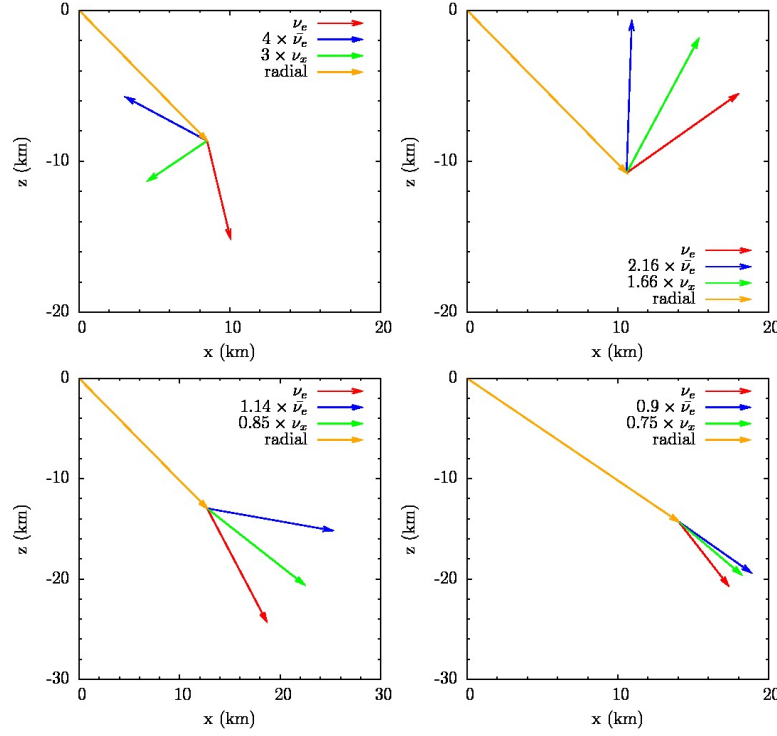 0
-5
-10
-20
z (km)
0
10
20
x (km)
ν_e
4 × ν̄_e
3 × ν_x
radial
0
-5
-10
-20
z (km)
0
10
20
x (km)
ν_e
2.16 × ν̄_e
1.66 × ν_x
radial
0
-10
-20
-30
z (km)
0
10
20
30
x (km)
ν_e
1.14 × ν̄_e
0.85 × ν_x
radial
0
-10
-20
-30
z (km)
0
10
20
x (km)
ν_e
0.9 × ν̄_e
0.75 × ν_x
radial